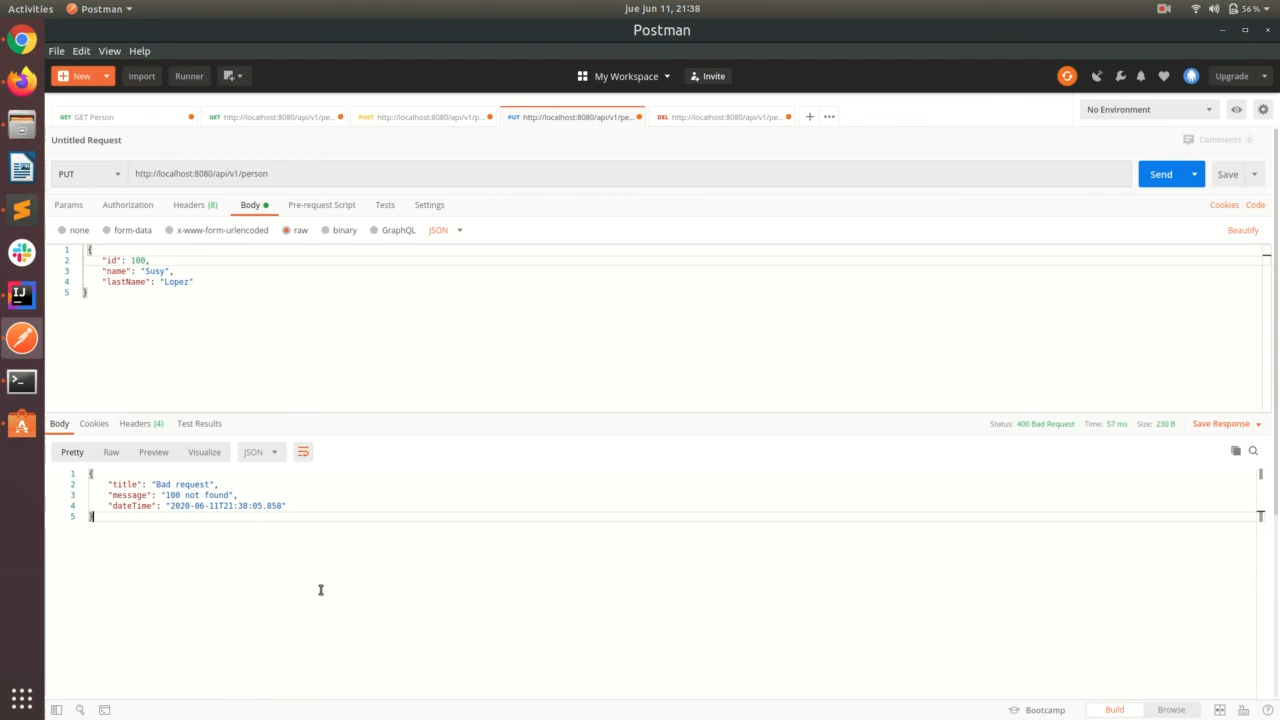 Activities Postman jue jun 11, 21:38 56 %
Postman
File Edit View Help
New Import Runner My Workspace Invite Upgrade
GET GET Person GET http://localhost:8080/api/v1/pe... POST http://localhost:8080/api/v1/p... PUT http://localhost:8080/api/v1/pe... DEL http://localhost:8080/api/v1/pe... No Environment
Untitled Request Comments 0
PUT http://localhost:8080/api/v1/person Send Save
Params Authorization Headers (8) Body Pre-request Script Tests Settings Cookies Code
none form-data x-www-form-urlencoded raw binary GraphQL JSON Beautify
1 {
2 "id": 100,
3 "name": "Susy",
4 "lastName": "Lopez"
5 }
Body Cookies Headers (4) Test Results Status: 400 Bad Request Time: 57 ms Size: 230 B Save Response
Pretty Raw Preview Visualize JSON
1 {
2 "title": "Bad request",
3 "message": "100 not found",
4 "dateTime": "2020-06-11T21:38:05.858"
5 }
Bootcamp Build Browse